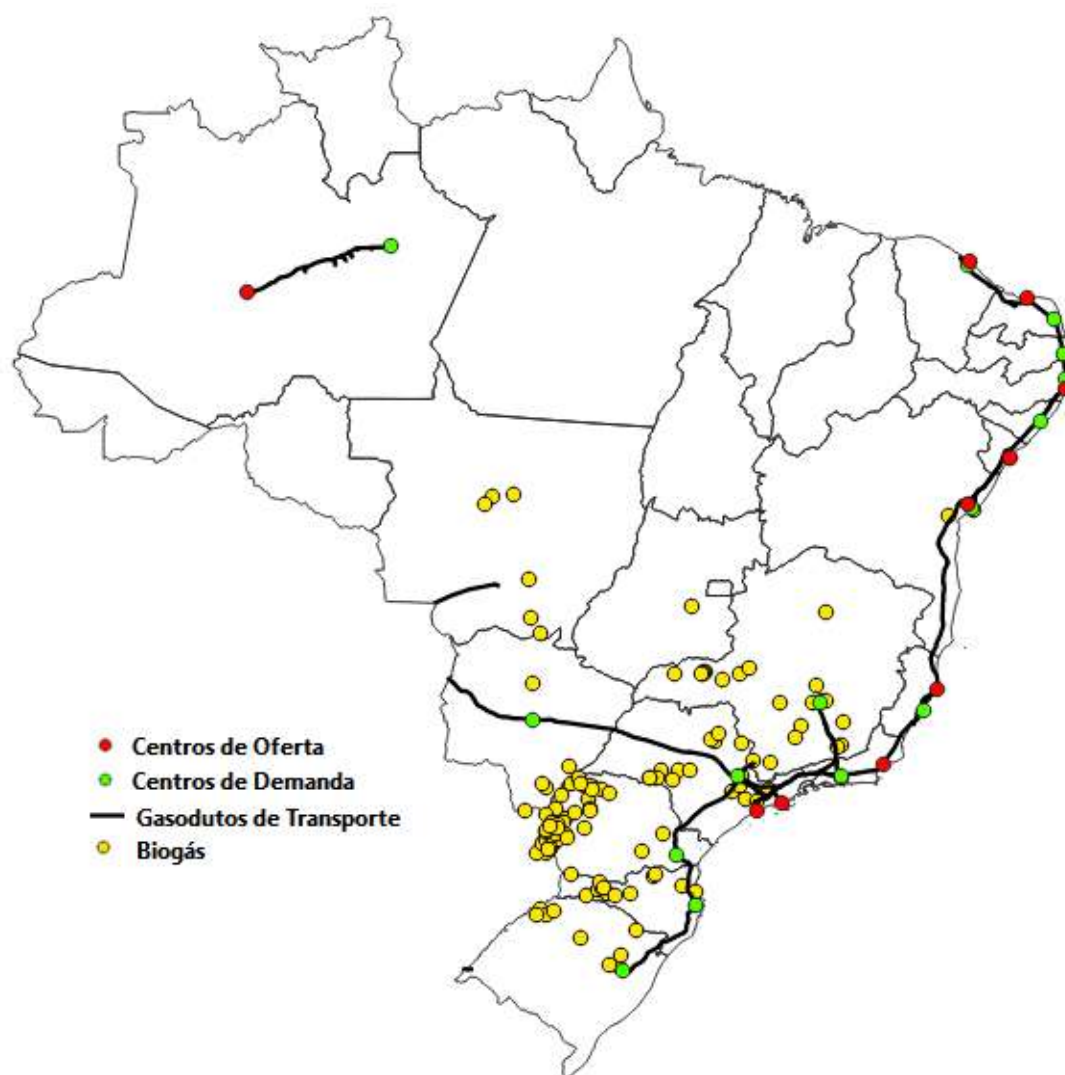 Centros de Oferta
Centros de Demanda
Gasodutos de Transporte
Biogás